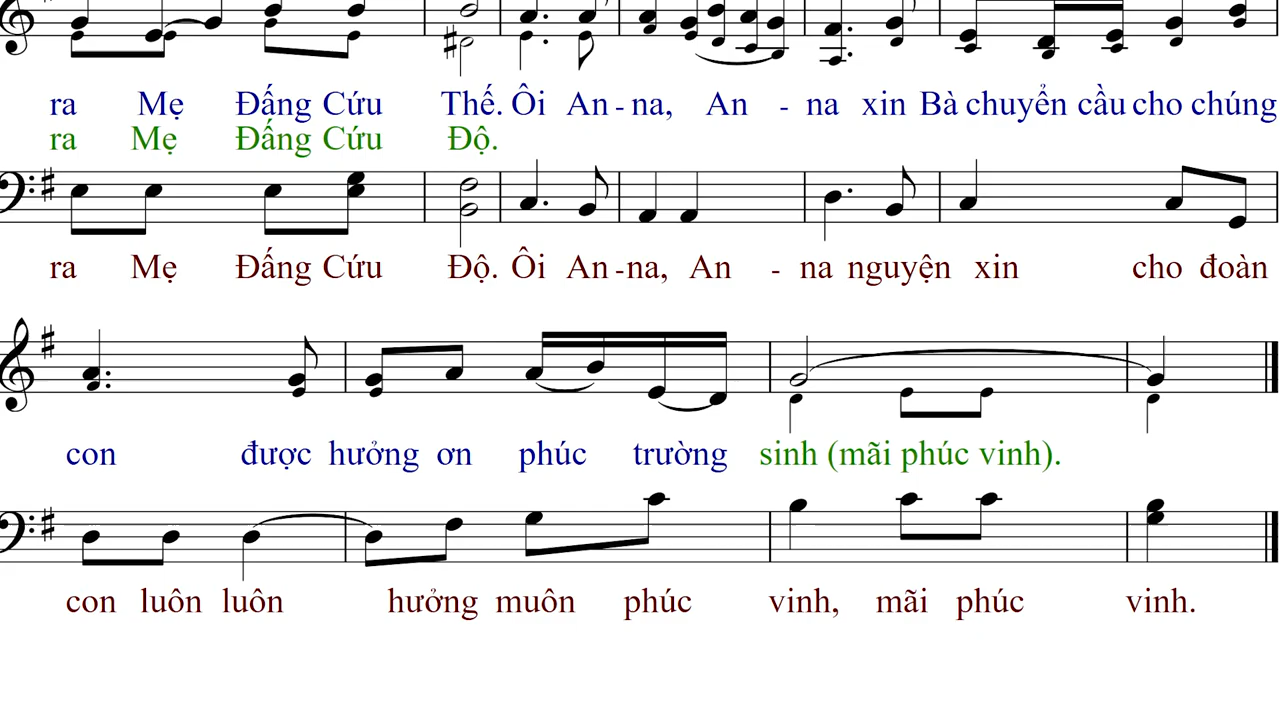 ra Mẹ Đấng Cứu Thế. Ôi An - na, An - na xin Bà chuyển cầu cho chúng
ra Mẹ Đấng Cứu Độ.
ra Mẹ Đấng Cứu Độ. Ôi An - na, An - na nguyện xin cho đoàn
con được hưởng ơn phúc trường sinh (mãi phúc vinh).
con luôn luôn hưởng muôn phúc vinh, mãi phúc vinh.